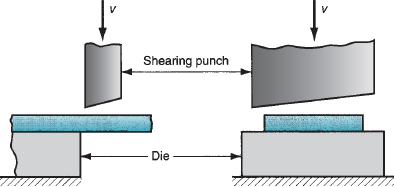 v
v
Shearing punch
Die